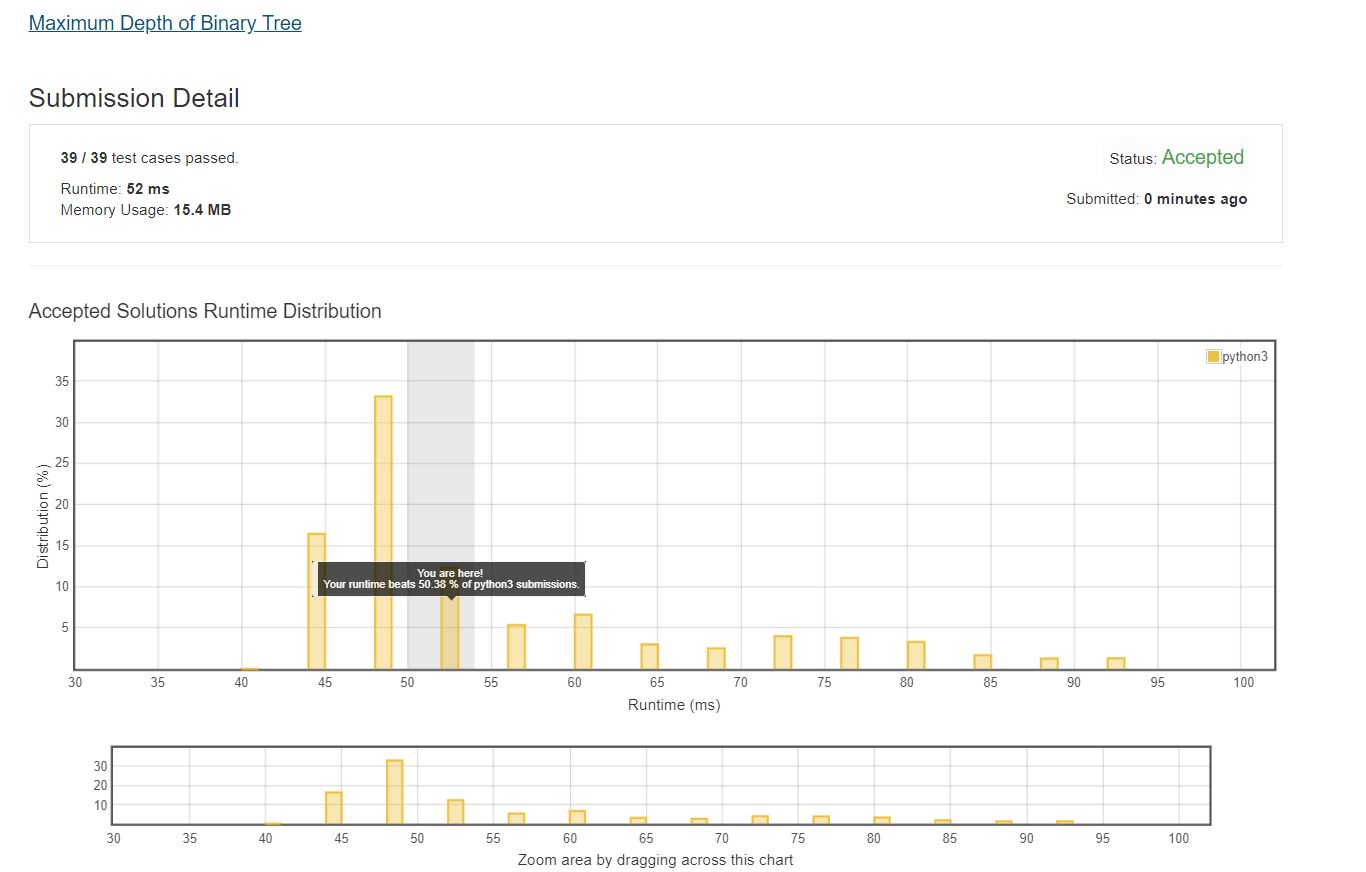 Maximum Depth of Binary Tree
Submission Detail
39 / 39 test cases passed.
Status: Accepted
Runtime: 52 ms
Memory Usage: 15.4 MB
Submitted: 0 minutes ago
Accepted Solutions Runtime Distribution
python3
Distribution (%)
35
30
25
20
15
10
5
You are here!
Your runtime beats 50.38 % of python3 submissions.
30 35 40 45 50 55 60 65 70 75 80 85 90 95 100
Runtime (ms)
30
20
10
30 35 40 45 50 55 60 65 70 75 80 85 90 95 100
Zoom area by dragging across this chart